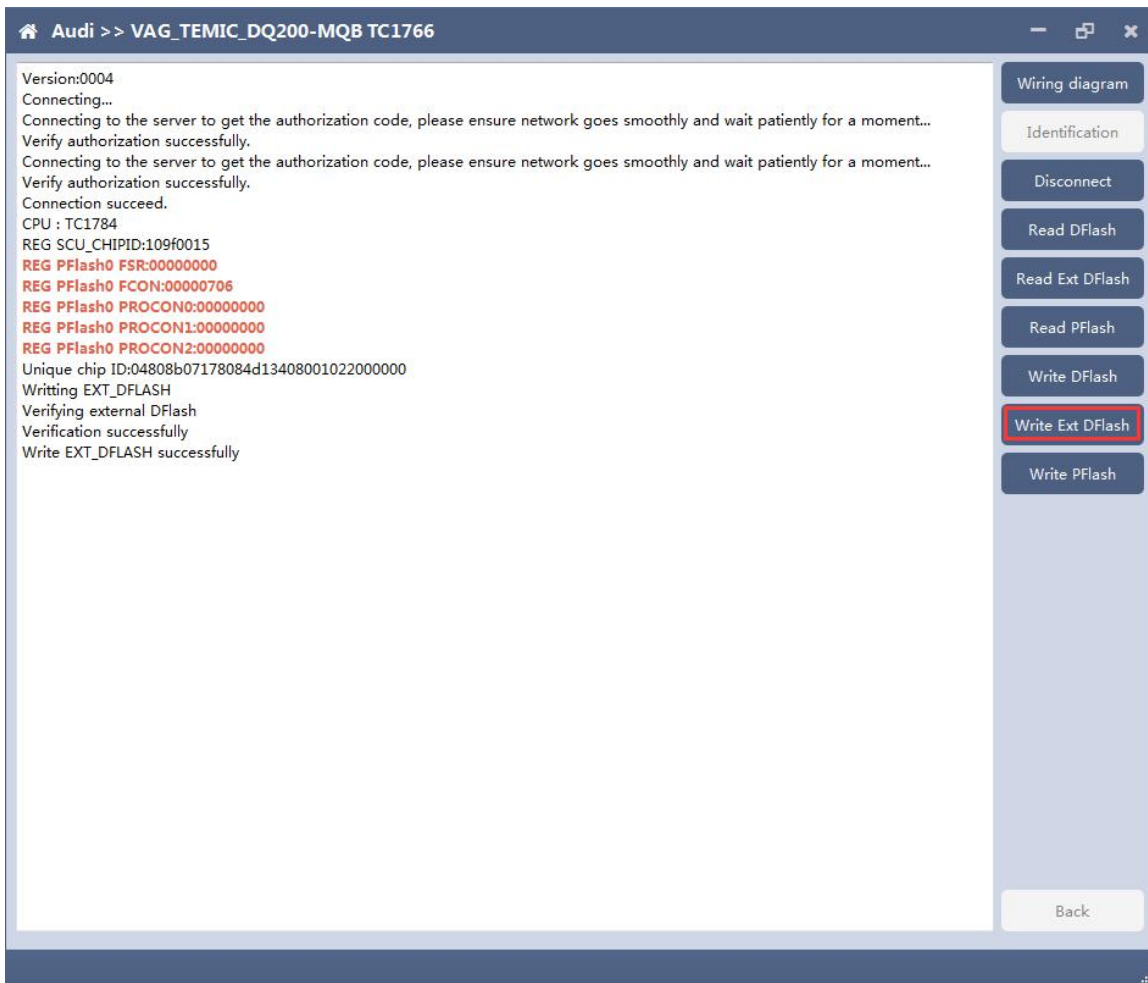 Audi >> VAG_TEMIC_DQ200-MQB TC1766
Version:0004
Connecting...
Connecting to the server to get the authorization code, please ensure network goes smoothly and wait patiently for a moment...
Verify authorization successfully.
Connecting to the server to get the authorization code, please ensure network goes smoothly and wait patiently for a moment...
Verify authorization successfully.
Connection succeed.
CPU : TC1784
REG SCU_CHIPID:109f0015
REG PFlash0 FSR:00000000
REG PFlash0 FCON:00000706
REG PFlash0 PROCON0:00000000
REG PFlash0 PROCON1:00000000
REG PFlash0 PROCON2:00000000
Unique chip ID:04808b07178084d13408001022000000
Writting EXT_DFLASH
Verifying external DFlash
Verification successfully
Write EXT_DFLASH successfully
Wiring diagram
Identification
Disconnect
Read DFlash
Read Ext DFlash
Read PFlash
Write DFlash
Write Ext DFlash
Write PFlash
Back